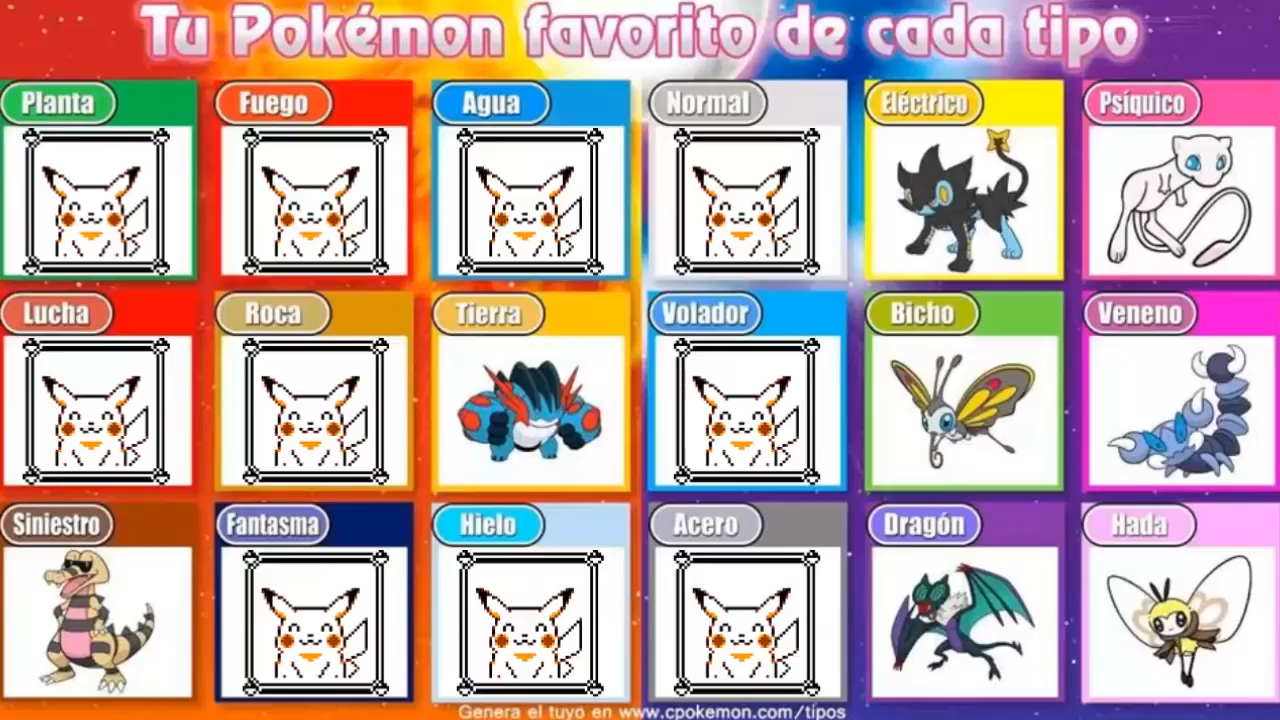 Tu Pokémon favorito de cada tipo
Planta Fuego Agua Normal Eléctrico Psíquico
Lucha Roca Tierra Volador Bicho Veneno
Siniestro Fantasma Hielo Acero Dragón Hada
Genera el tuyo en www.cpokemon.com/tipos